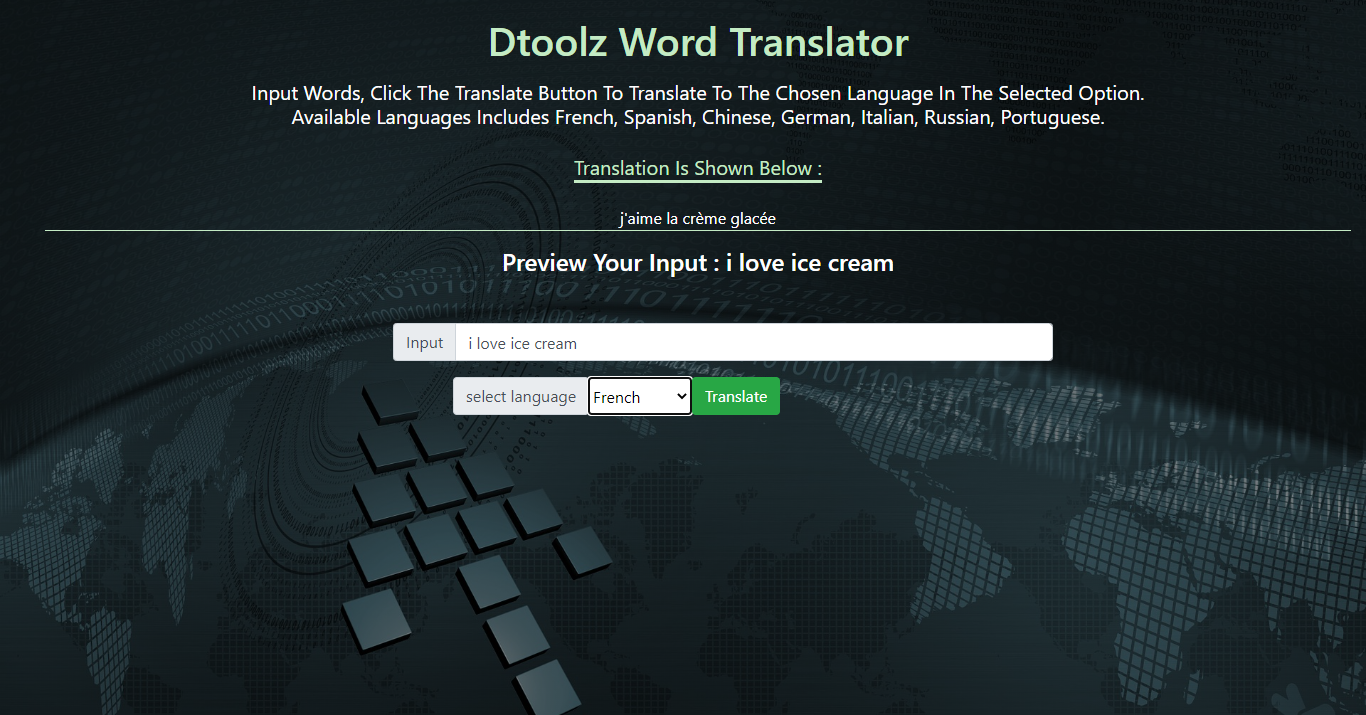 Dtoolz Word Translator
Input Words, Click The Translate Button To Translate To The Chosen Language In The Selected Option.
Available Languages Includes French, Spanish, Chinese, German, Italian, Russian, Portuguese.
Translation Is Shown Below :
j'aime la crème glacée
Preview Your Input : i love ice cream
Input i love ice cream
select language French Translate